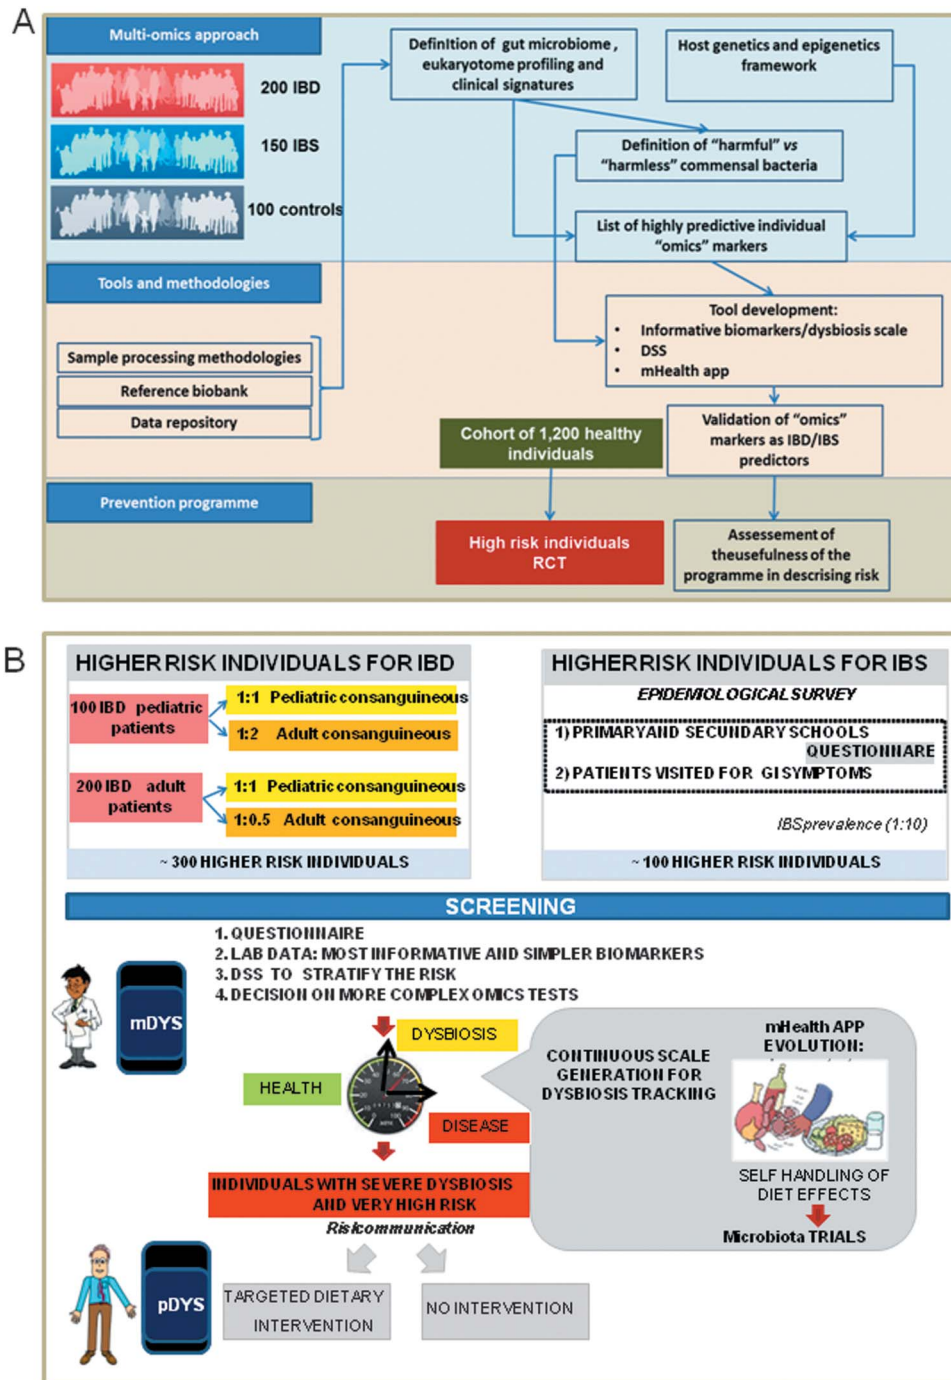 A
Multi-omics approach
200 IBD
150 IBS
100 controls
Definition of gut microbiome ,
eukaryotome profiling and
clinical signatures
Host genetics and epigenetics
framework
Definition of “harmful” vs
“harmless” commensal bacteria
List of highly predictive individual
“omics” markers
Tools and methodologies
Sample processing methodologies
Reference biobank
Data repository
Tool development:
• Informative biomarkers/dysbiosis scale
• DSS
• mHealth app
Cohort of 1,200 healthy
individuals
Validation of “omics”
markers as IBD/IBS
predictors
Prevention programme
High risk individuals
RCT
Assessment of
theusefulness of the
programme in descrising risk
B
HIGHER RISK INDIVIDUALS FOR IBD
100 IBD pediatric
patients
1:1 Pediatric consanguineous
1:2 Adult consanguineous
200 IBD adult
patients
1:1 Pediatric consanguineous
1:0.5 Adult consanguineous
~ 300 HIGHER RISK INDIVIDUALS
HIGHER RISK INDIVIDUALS FOR IBS
EPIDEMIOLOGICAL SURVEY
1) PRIMARY AND SECUNDARY SCHOOLS
QUESTIONNARE
2) PATIENTS VISITED FOR GI SYMPTOMS
IBS prevalence (1:10)
~ 100 HIGHER RISK INDIVIDUALS
SCREENING
1. QUESTIONNAIRE
2. LAB DATA: MOST INFORMATIVE AND SIMPLER BIOMARKERS
3. DSS TO STRATIFY THE RISK
4. DECISION ON MORE COMPLEX OMICS TESTS
mDYS
DYSBIOSIS
HEALTH
DISEASE
CONTINUOUS SCALE
GENERATION FOR
DYSBIOSIS TRACKING
mHealth APP
EVOLUTION:
SELF HANDLING OF
DIET EFFECTS
Microbiota TRIALS
INDIVIDUALS WITH SEVERE DYSBIOSIS
AND VERY HIGH RISK
Risk communication
pDYS
TARGETED DIETARY
INTERVENTION
NO INTERVENTION